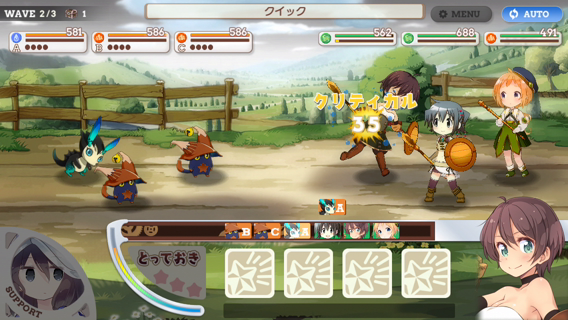 WAVE 2/3 1
クイック
MENU
AUTO
581
586
586
562
688
491
A
B
C
クリティカル
35
A
B C A
とっておき
SUPPORT